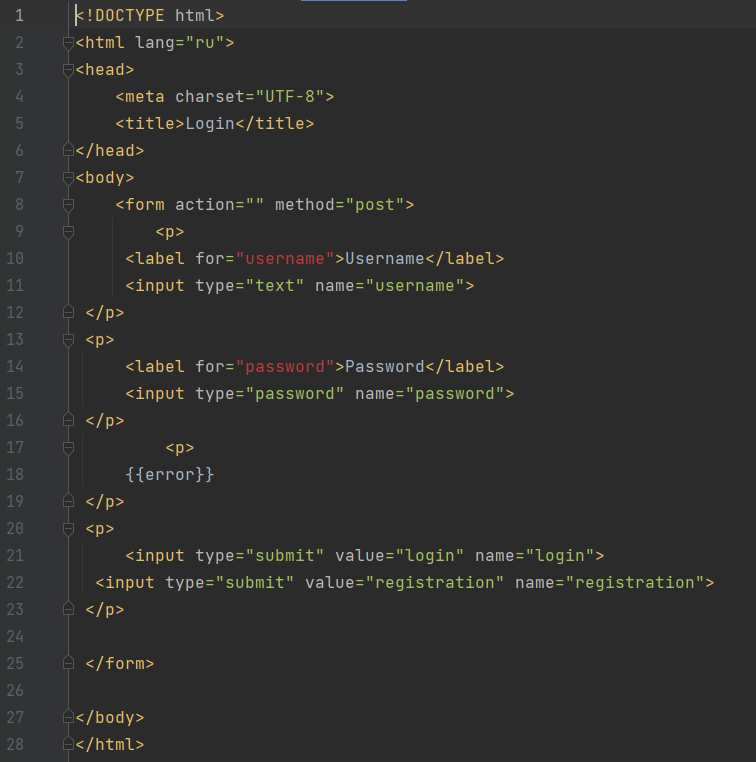 1 <!DOCTYPE html>
2 <html lang="ru">
3 <head>
4     <meta charset="UTF-8">
5     <title>Login</title>
6 </head>
7 <body>
8     <form action="" method="post">
9         <p>
10      <label for="username">Username</label>
11      <input type="text" name="username">
12  </p>
13  <p>
14      <label for="password">Password</label>
15      <input type="password" name="password">
16  </p>
17          <p>
18      {{error}}
19  </p>
20  <p>
21      <input type="submit" value="login" name="login">
22   <input type="submit" value="registration" name="registration">
23  </p>
24
25  </form>
26
27 </body>
28 </html>